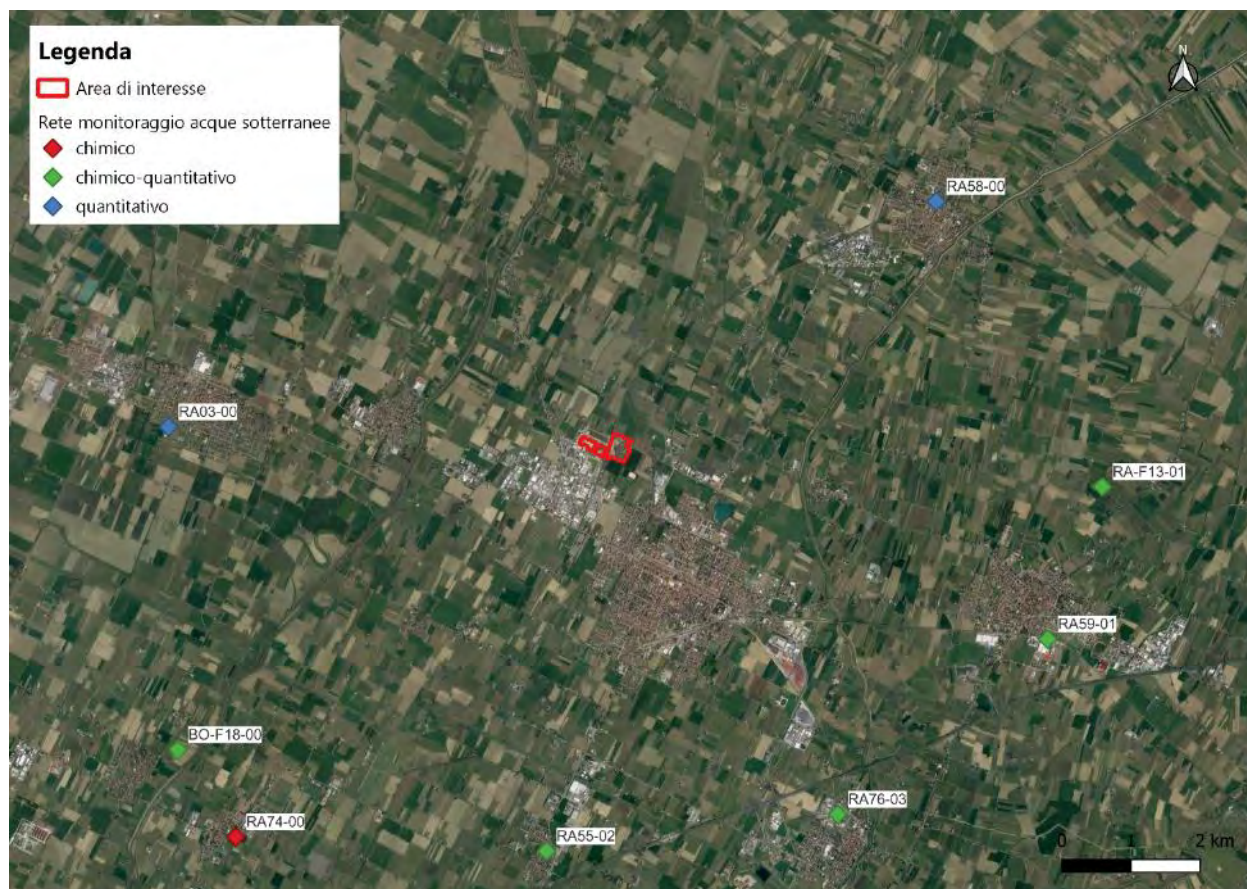 Legenda
Area di interesse
Rete monitoraggio acque sotterranee
chimico
chimico-quantitativo
quantitativo
N
RA58-00
RA03-00
RA-F13-01
RA59-01
BO-F18-00
RA76-03
RA74-00
RA55-02
0 1 2 km